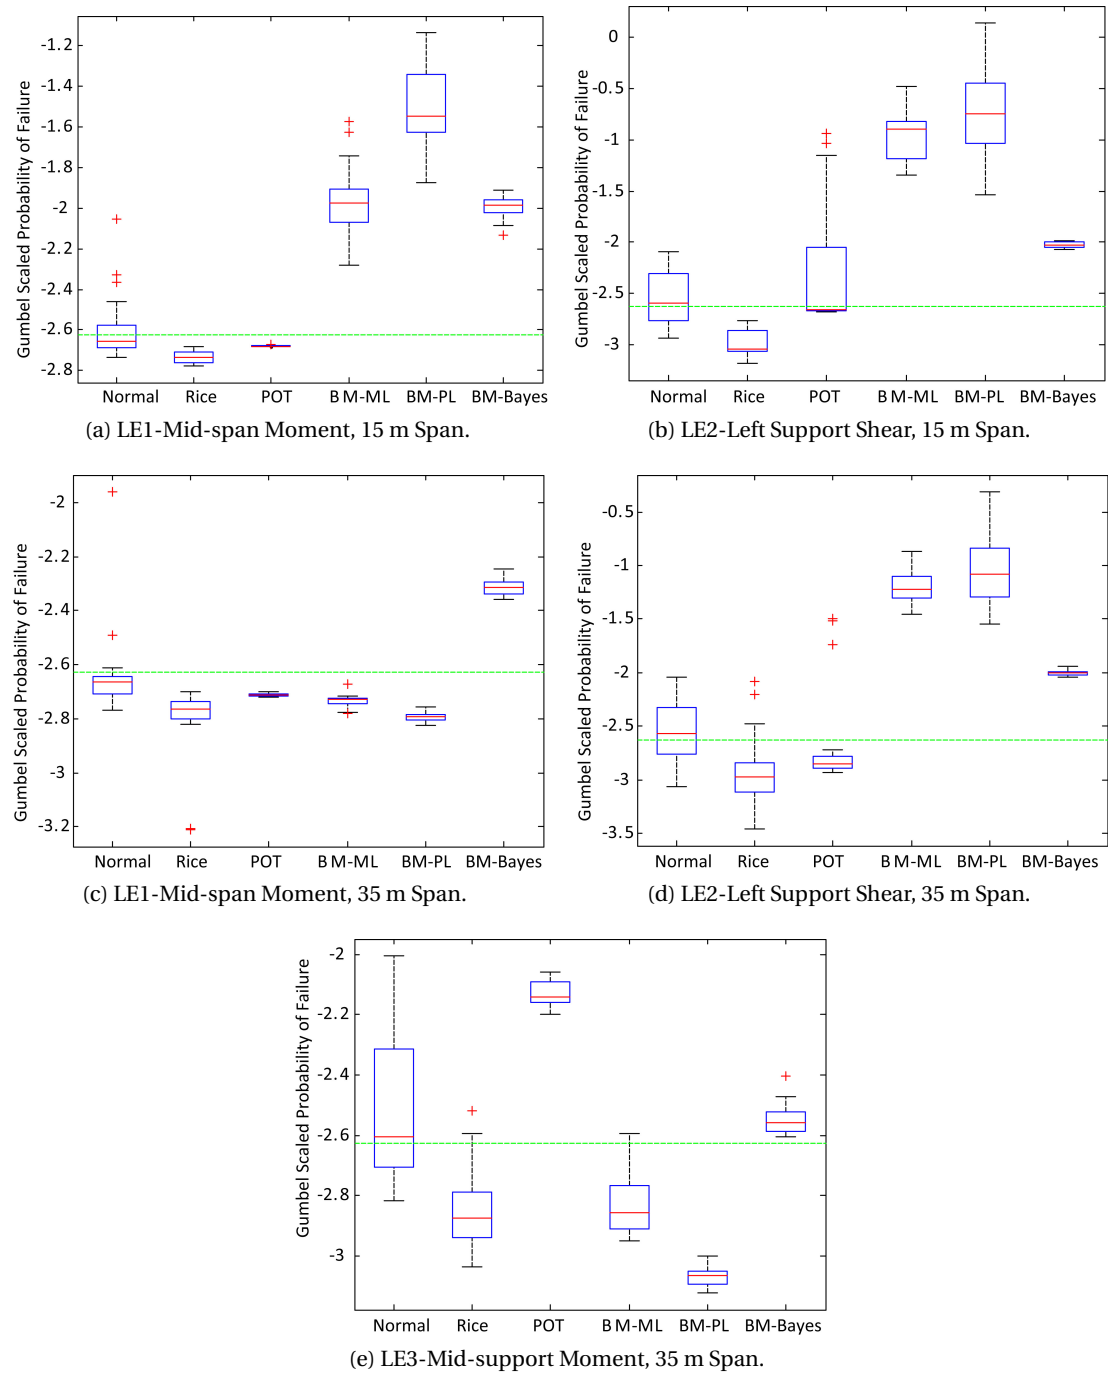 Gumbel Scaled Probability of Failure
-1.2
-1.4
-1.6
-1.8
-2
-2.2
-2.4
-2.6
-2.8
Normal Rice POT B M-ML BM-PL BM-Bayes
(a) LE1-Mid-span Moment, 15 m Span.
Gumbel Scaled Probability of Failure
0
-0.5
-1
-1.5
-2
-2.5
-3
Normal Rice POT B M-ML BM-PL BM-Bayes
(b) LE2-Left Support Shear, 15 m Span.
Gumbel Scaled Probability of Failure
-2
-2.2
-2.4
-2.6
-2.8
-3
-3.2
Normal Rice POT B M-ML BM-PL BM-Bayes
(c) LE1-Mid-span Moment, 35 m Span.
Gumbel Scaled Probability of Failure
-0.5
-1
-1.5
-2
-2.5
-3
-3.5
Normal Rice POT B M-ML BM-PL BM-Bayes
(d) LE2-Left Support Shear, 35 m Span.
Gumbel Scaled Probability of Failure
-2
-2.2
-2.4
-2.6
-2.8
-3
Normal Rice POT B M-ML BM-PL BM-Bayes
(e) LE3-Mid-support Moment, 35 m Span.